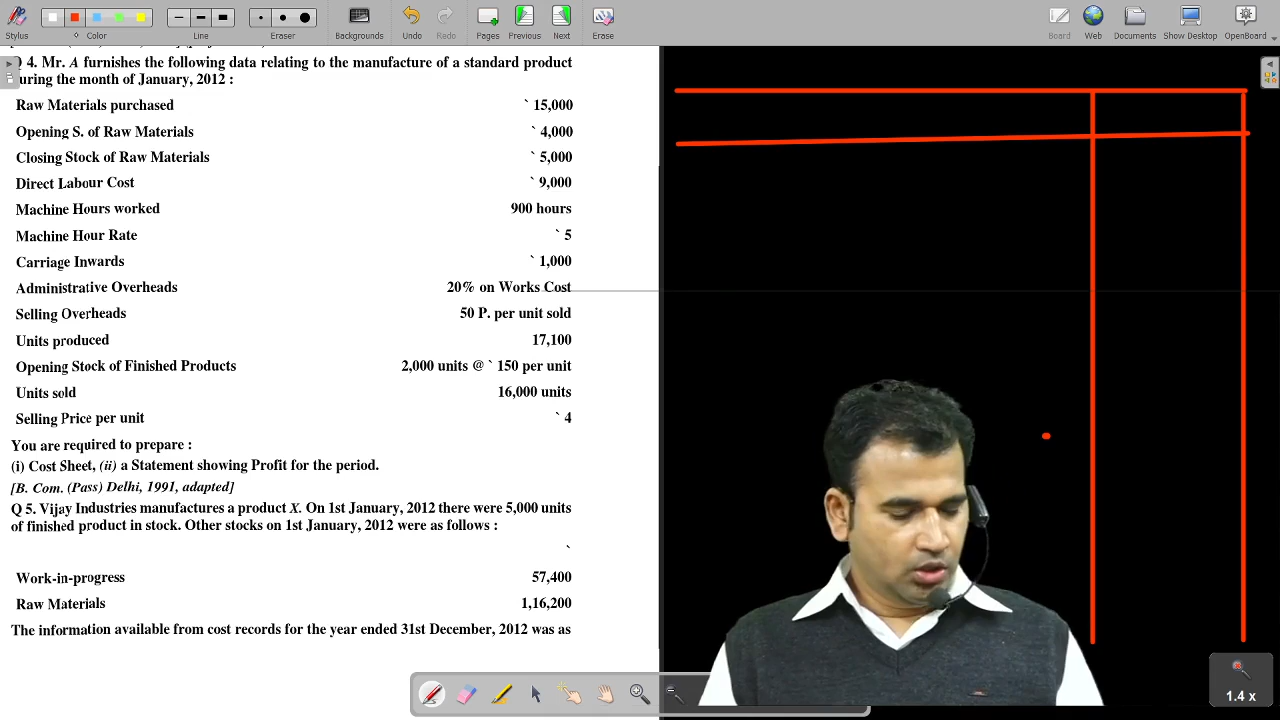 Stylus
Color
Line
Eraser
Backgrounds
Undo
Redo
Pages
Previous
Next
Erase
Board
Web
Documents
Show Desktop
OpenBoard
Q 4. Mr. A furnishes the following data relating to the manufacture of a standard product
uring the month of January, 2012 :
Raw Materials purchased ` 15,000
Opening S. of Raw Materials ` 4,000
Closing Stock of Raw Materials ` 5,000
Direct Labour Cost ` 9,000
Machine Hours worked 900 hours
Machine Hour Rate ` 5
Carriage Inwards ` 1,000
Administrative Overheads 20% on Works Cost
Selling Overheads 50 P. per unit sold
Units produced 17,100
Opening Stock of Finished Products 2,000 units @ ` 150 per unit
Units sold 16,000 units
Selling Price per unit ` 4
You are required to prepare :
(i) Cost Sheet, (ii) a Statement showing Profit for the period.
[B. Com. (Pass) Delhi, 1991, adapted]
Q 5. Vijay Industries manufactures a product X. On 1st January, 2012 there were 5,000 units
of finished product in stock. Other stocks on 1st January, 2012 were as follows :
`
Work-in-progress 57,400
Raw Materials 1,16,200
The information available from cost records for the year ended 31st December, 2012 was as
1.4 x